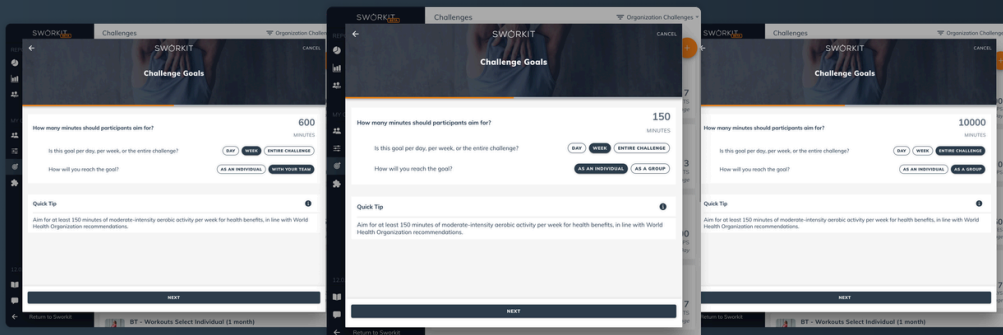 SWORKIT
Challenges
Organization Challenges
SWORKIT
CANCEL
Challenge Goals
How many minutes should participants aim for?
600
MINUTES
Is this goal per day, per week, or the entire challenge?
DAY
WEEK
ENTIRE CHALLENGE
How will you reach the goal?
AS AN INDIVIDUAL
WITH YOUR TEAM
Quick Tip
Aim for at least 150 minutes of moderate-intensity aerobic activity per week for health benefits, in line with World
Health Organization recommendations.
NEXT
Return to Sworkit
BT - Workouts Select Individual (1 month)
SWORKIT
Challenges
Organization Challenges
SWORKIT
CANCEL
Challenge Goals
How many minutes should participants aim for?
150
MINUTES
Is this goal per day, per week, or the entire challenge?
DAY
WEEK
ENTIRE CHALLENGE
How will you reach the goal?
AS AN INDIVIDUAL
AS A GROUP
Quick Tip
Aim for at least 150 minutes of moderate-intensity aerobic activity per week for health benefits, in line with World
Health Organization recommendations.
NEXT
Return to Sworkit
Challenges
Organization Challenges
SWORKIT
CANCEL
Challenge Goals
How many minutes should participants aim for?
10000
MINUTES
Is this goal per day, per week, or the entire challenge?
DAY
WEEK
ENTIRE CHALLENGE
How will you reach the goal?
AS AN INDIVIDUAL
AS A GROUP
Quick Tip
Aim for at least 150 minutes of moderate-intensity aerobic activity per week for health benefits, in line with World
Health Organization recommendations.
NEXT
BT - Workouts Select Individual (1 month)